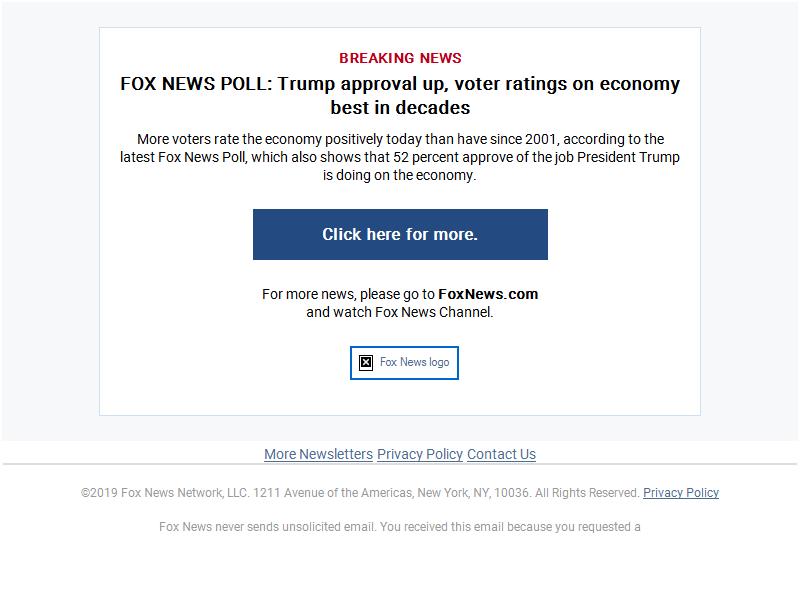 BREAKING NEWS
FOX NEWS POLL: Trump approval up, voter ratings on economy
best in decades
More voters rate the economy positively today than have since 2001, according to the
latest Fox News Poll, which also shows that 52 percent approve of the job President Trump
is doing on the economy.
Click here for more.
For more news, please go to FoxNews.com
and watch Fox News Channel.
Fox News logo
More Newsletters Privacy Policy Contact Us
©2019 Fox News Network, LLC. 1211 Avenue of the Americas, New York, NY, 10036. All Rights Reserved. Privacy Policy
Fox News never sends unsolicited email. You received this email because you requested a